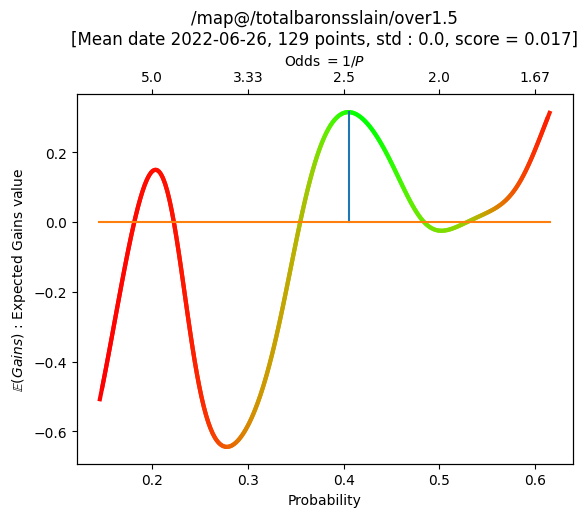 /map@/totalbaronsslain/over1.5
[Mean date 2022-06-26, 129 points, std : 0.0, score = 0.017]
Odds = 1/P
5.0 3.33 2.5 2.0 1.67
0.2
0.0
−0.2
−0.4
−0.6
𝔼(Gains) : Expected Gains value
0.2 0.3 0.4 0.5 0.6
Probability